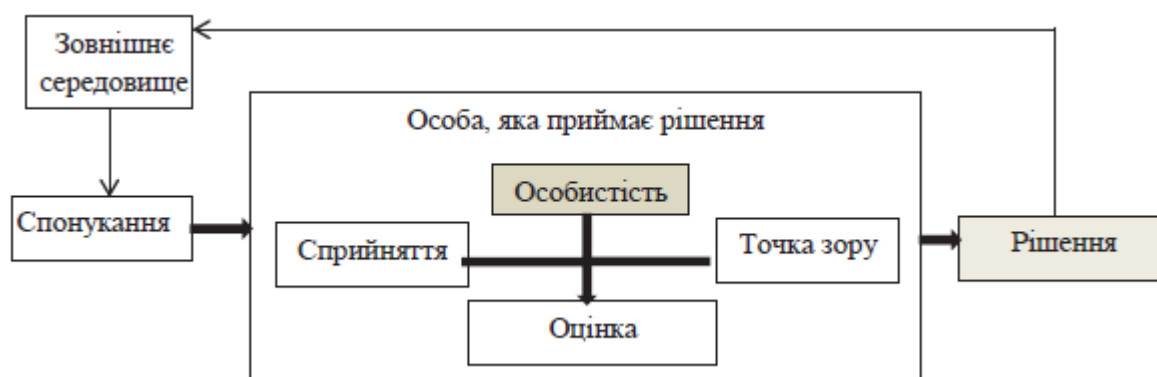 Зовнішнє
середовище
Особа, яка приймає рішення
Особистість
Спонукання
Сприйняття
Точка зору
Рішення
Оцінка